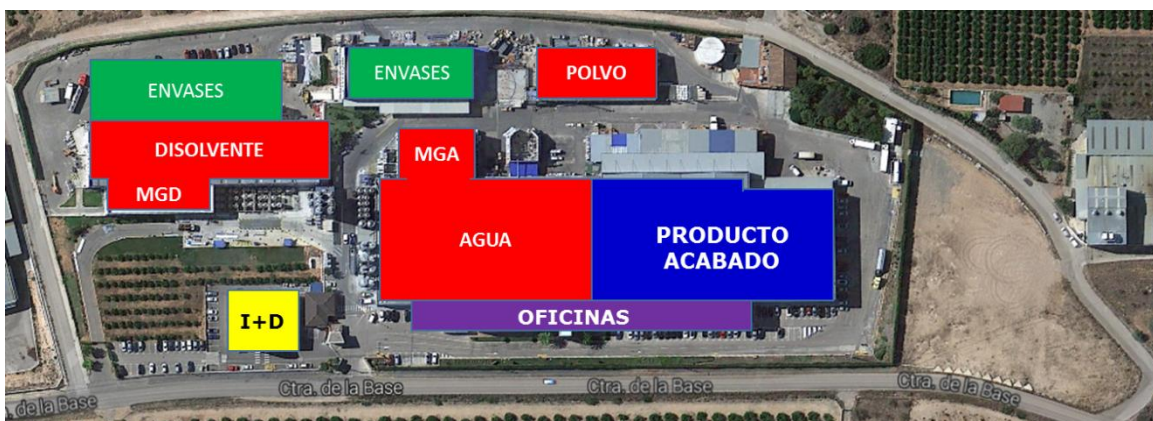 ENVASES
ENVASES
POLVO
DISOLVENTE
MGA
MGD
AGUA
PRODUCTO
ACABADO
I+D
OFICINAS
Ctra. de la Base
Ctra. de la Base
Ctra. de la Base
de la Base